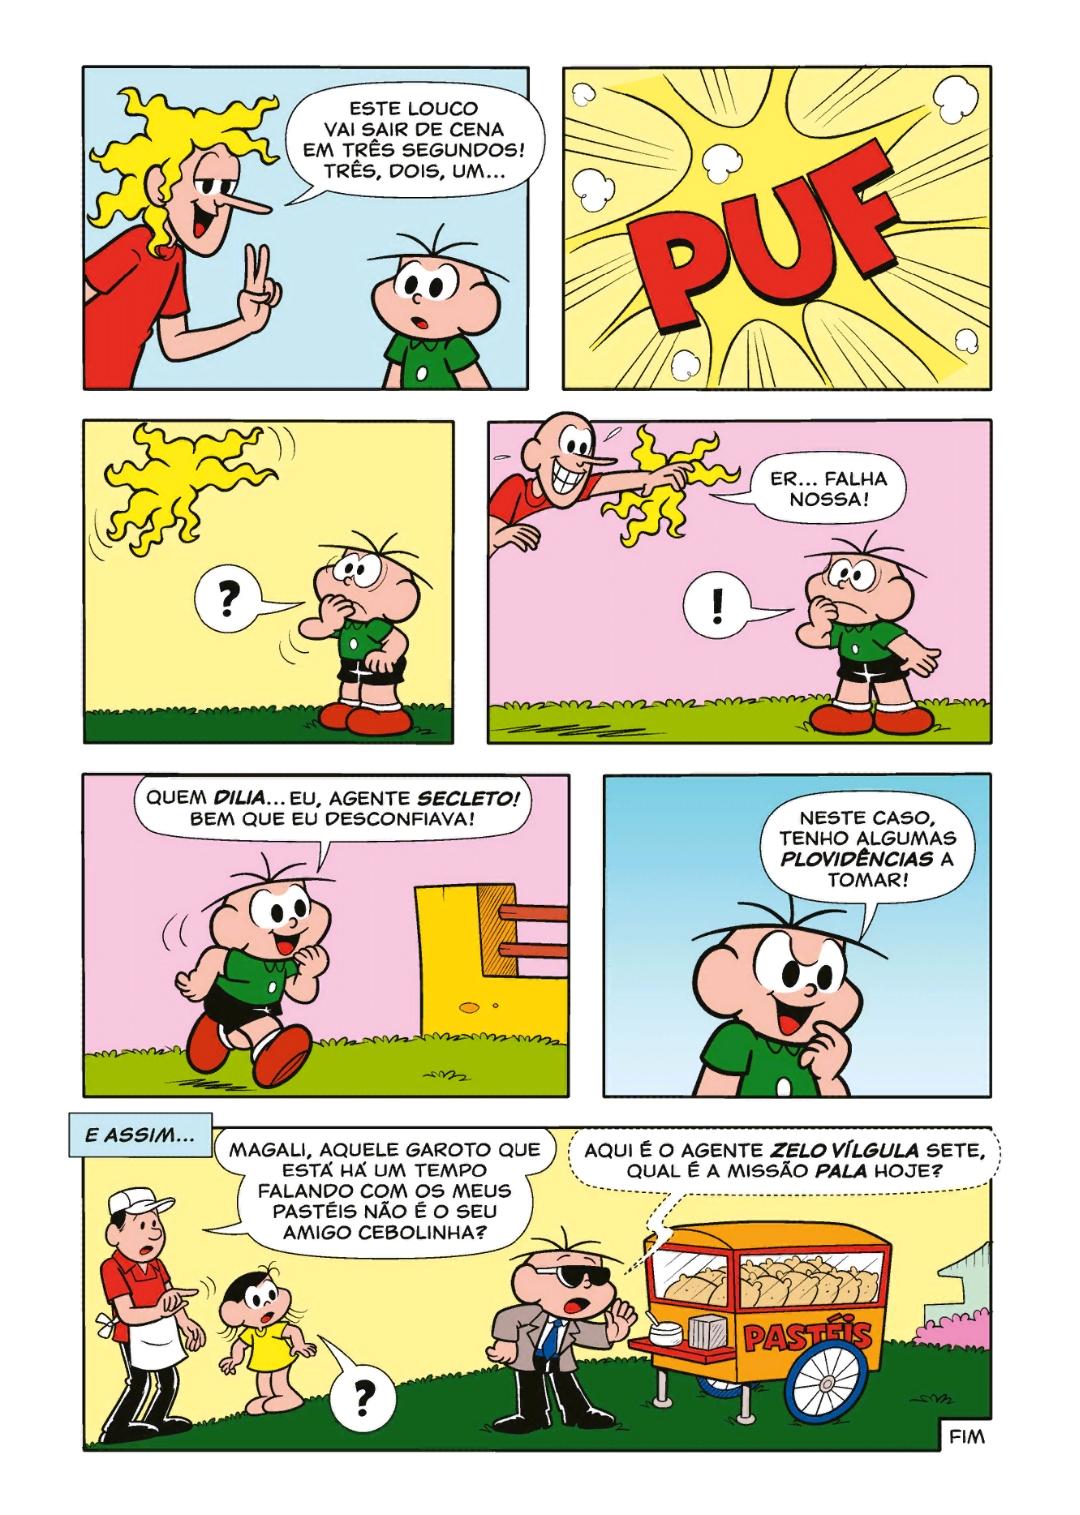 ESTE LOUCO
VAI SAIR DE CENA
EM TRÊS SEGUNDOS!
TRÊS, DOIS, UM...
PUF
?
ER... FALHA
NOSSA!
!
QUEM DILIA... EU, AGENTE SECLETO!
BEM QUE EU DESCONFIAVA!
NESTE CASO,
TENHO ALGUMAS
PLOVIDÊNCIAS A
TOMAR!
E ASSIM...
MAGALI, AQUELE GAROTO QUE
ESTÁ HÁ UM TEMPO
FALANDO COM OS MEUS
PASTÉIS NÃO É O SEU
AMIGO CEBOLINHA?
AQUI É O AGENTE ZELO VÍLGULA SETE,
QUAL É A MISSÃO PALA HOJE?
?
PASTÉIS
FIM